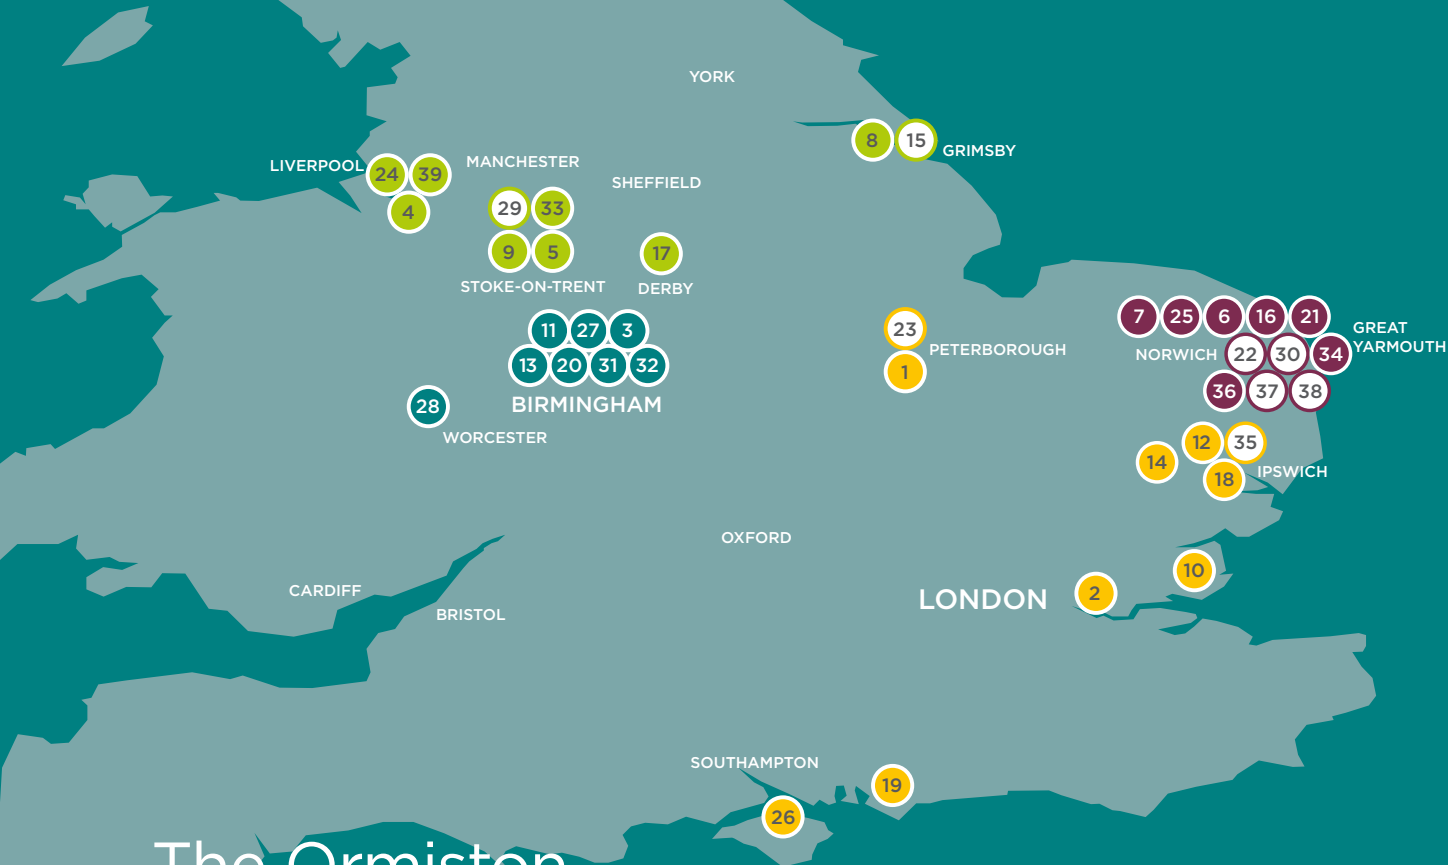 YORK
8 15
GRIMSBY
LIVERPOOL
24 39
4
MANCHESTER
SHEFFIELD
29 33
9 5
17
STOKE-ON-TRENT
DERBY
11 27 3
13 20 31 32
BIRMINGHAM
28
WORCESTER
23
PETERBOROUGH
1
7 25 6 16 21
GREAT
YARMOUTH
NORWICH
22 30 34
36 37 38
12 35
14
18
IPSWICH
OXFORD
10
2
LONDON
CARDIFF
BRISTOL
SOUTHAMPTON
19
26
The Ormiston